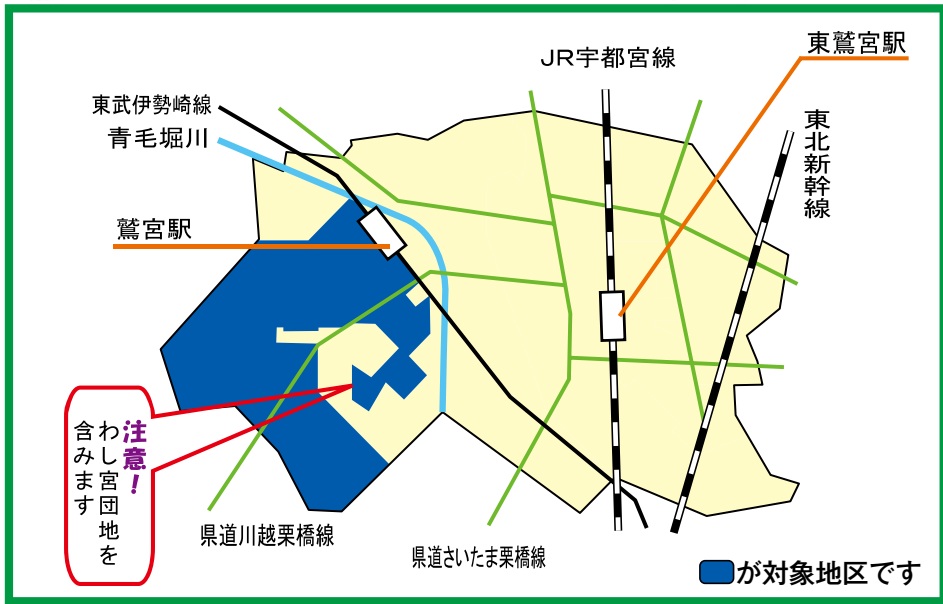 東鷲宮駅
JR宇都宮線
東武伊勢崎線
青毛堀川
東北新幹線
鷲宮駅
注意!
わし宮団地を
含みます
県道川越栗橋線
県道さいたま栗橋線
が対象地区です